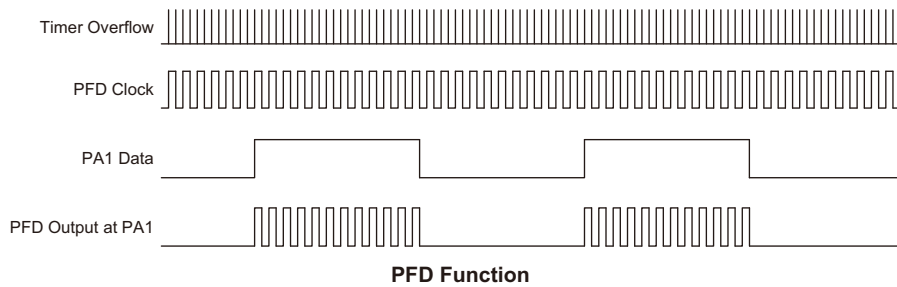 Timer Overflow
PFD Clock
PA1 Data
PFD Output at PA1
PFD Function